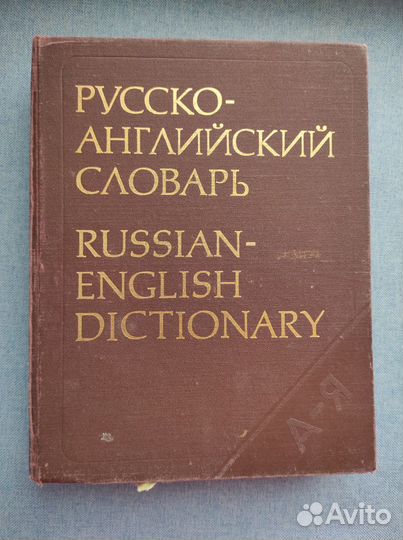 РУССКО-
АНГЛИЙСКИЙ
СЛОВАРЬ
RUSSIAN-
ENGLISH
DICTIONARY
А-Я
Avito